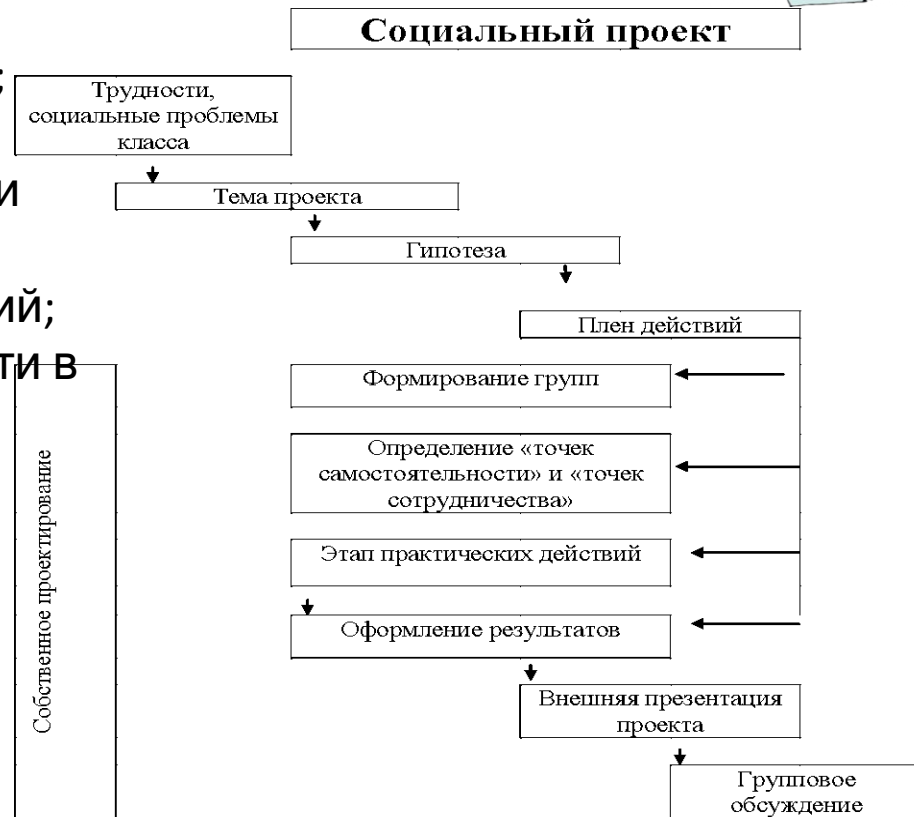 Социальный проект
;
Трудности,
социальные проблемы
класса
и
Тема проекта
Гипотеза
ий;
Плен действий
ти в
Формирование групп
Определение «точек
самостоятельности» и «точек
сотрудничества»
Этап практических действий
Оформление результатов
Собственное проектирование
Внешняя презентация
проекта
Групповое
обсуждение